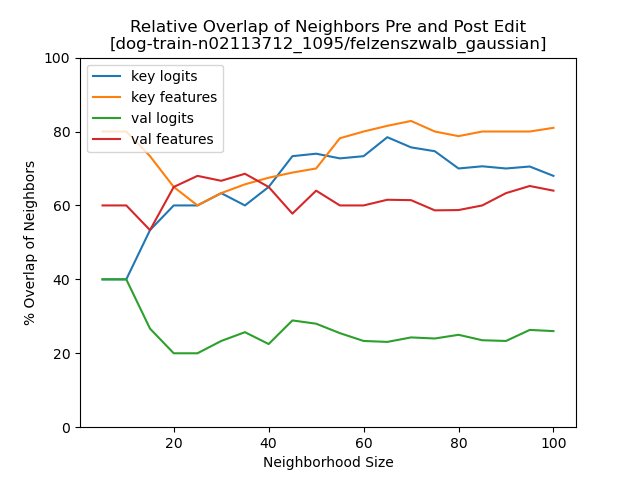 Relative Overlap of Neighbors Pre and Post Edit
[dog-train-n02113712_1095/felzenszwalb_gaussian]
100
80
60
40
20
0
% Overlap of Neighbors
key logits
key features
val logits
val features
20 40 60 80 100
Neighborhood Size